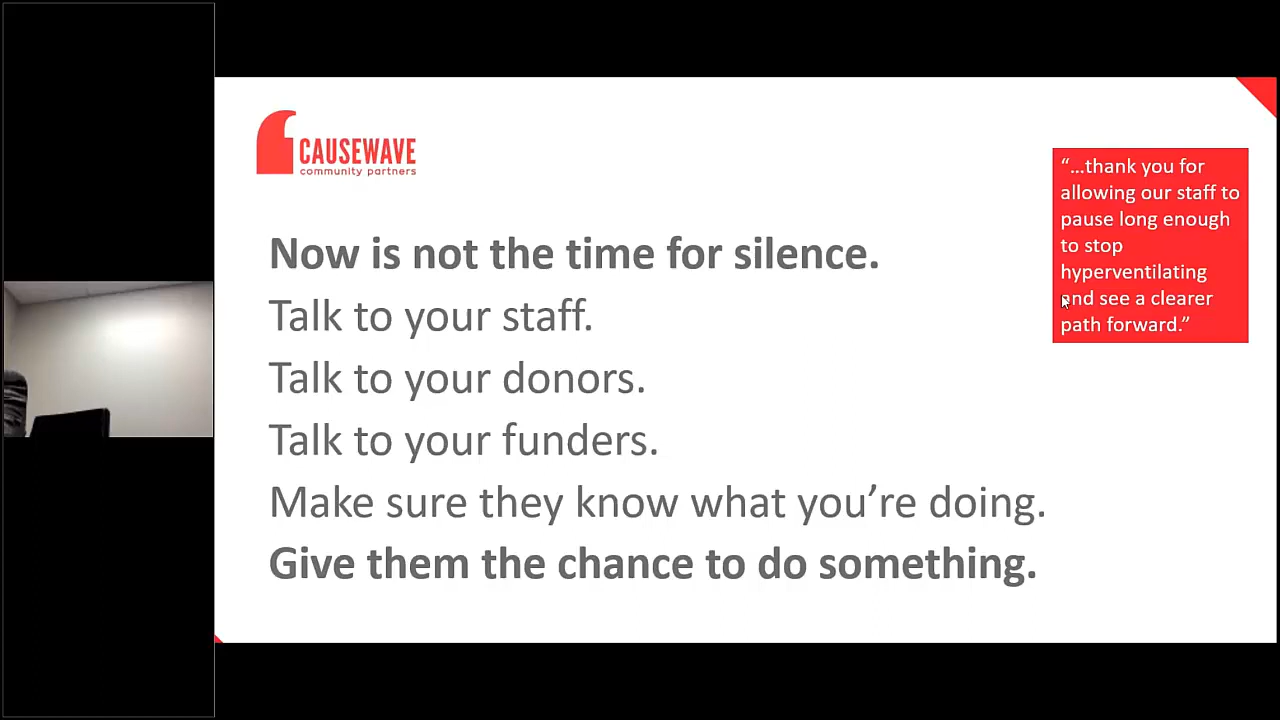 CAUSEWAVE
community partners
Now is not the time for silence.
Talk to your staff.
Talk to your donors.
Talk to your funders.
Make sure they know what you’re doing.
Give them the chance to do something.
“…thank you for
allowing our staff to
pause long enough
to stop
hyperventilating
and see a clearer
path forward.”